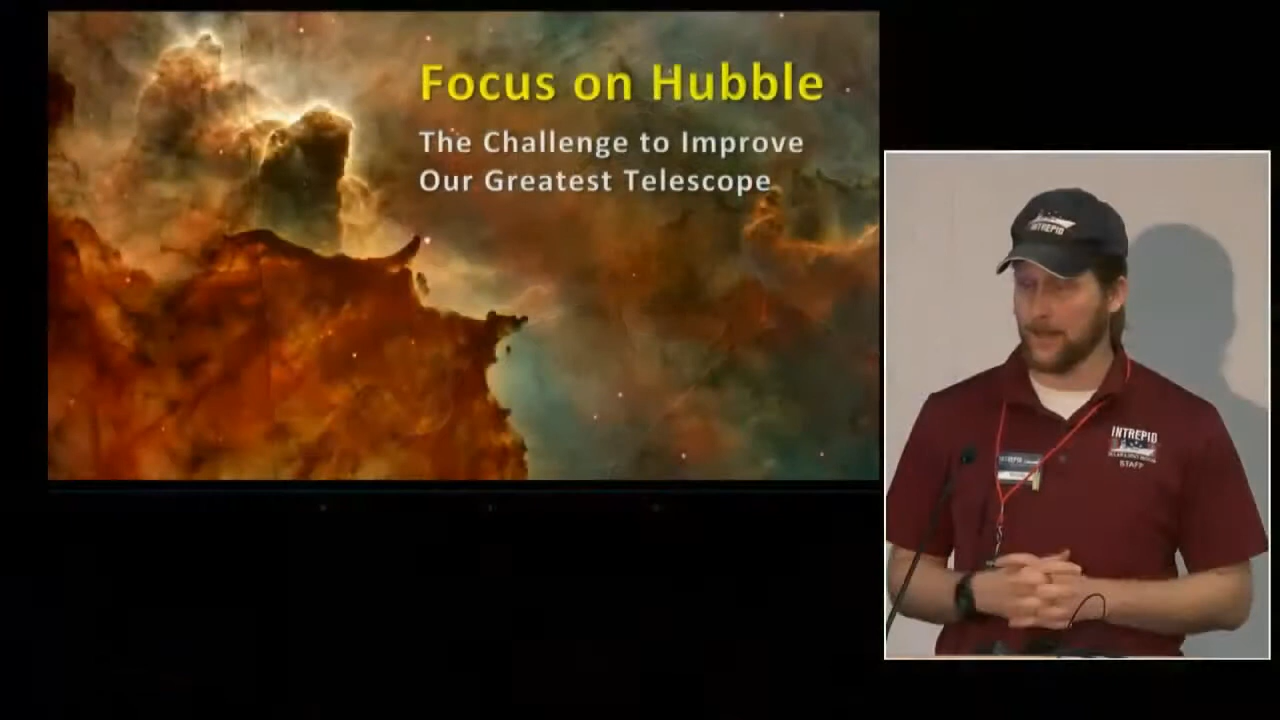 Focus on Hubble
The Challenge to Improve
Our Greatest Telescope
INTREPID
INTREPID
STAFF